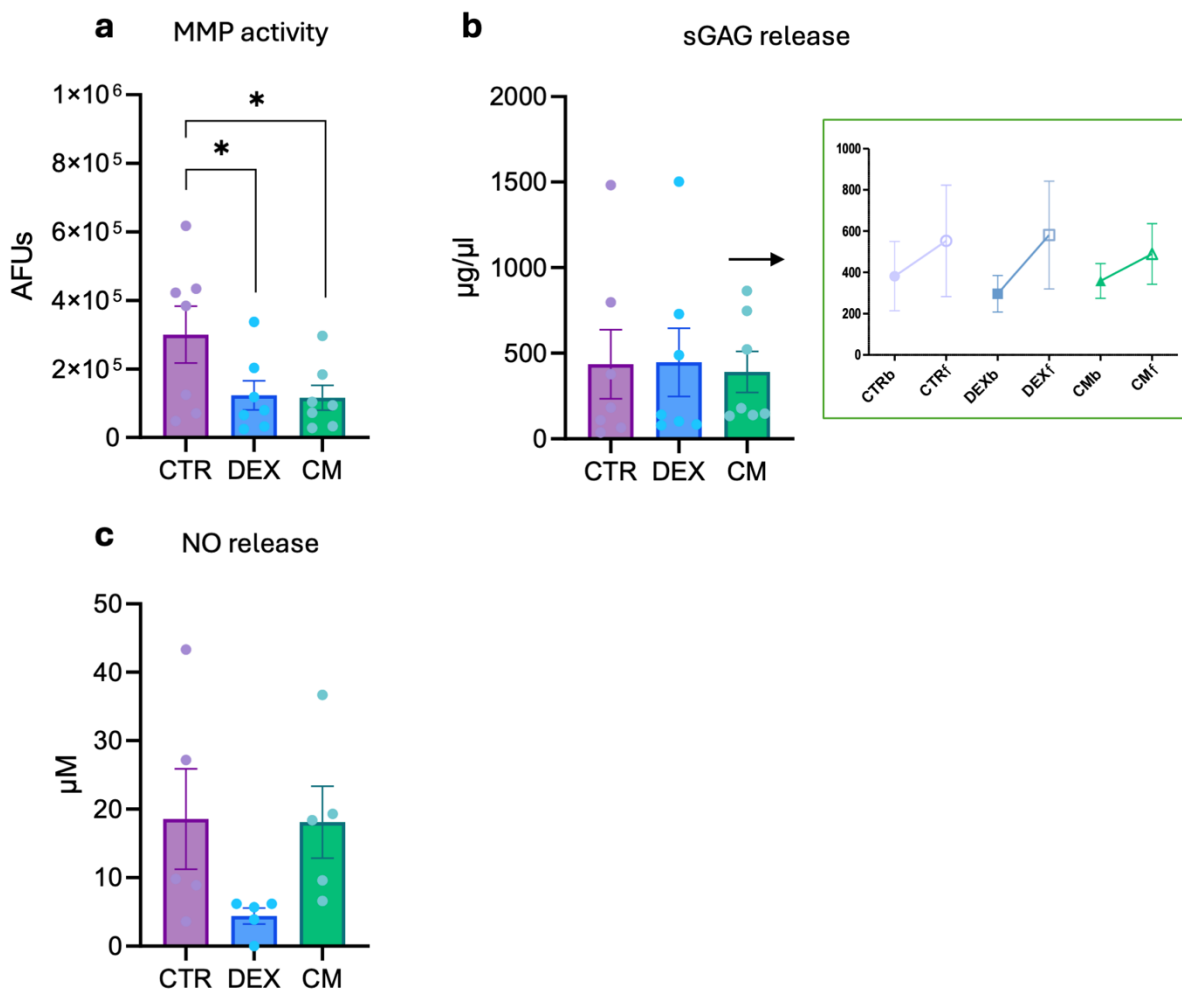 a MMP activity
1×10⁶
8×10⁵
6×10⁵
4×10⁵
2×10⁵
0
AFUs
* *
CTR DEX CM
b sGAG release
2000
1500
1000
500
0
µg/µl
CTR DEX CM
1000
800
600
400
200
0
CTRb CTRf DEXb DEXf CMb CMf
c NO release
50
40
30
20
10
0
µM
CTR DEX CM